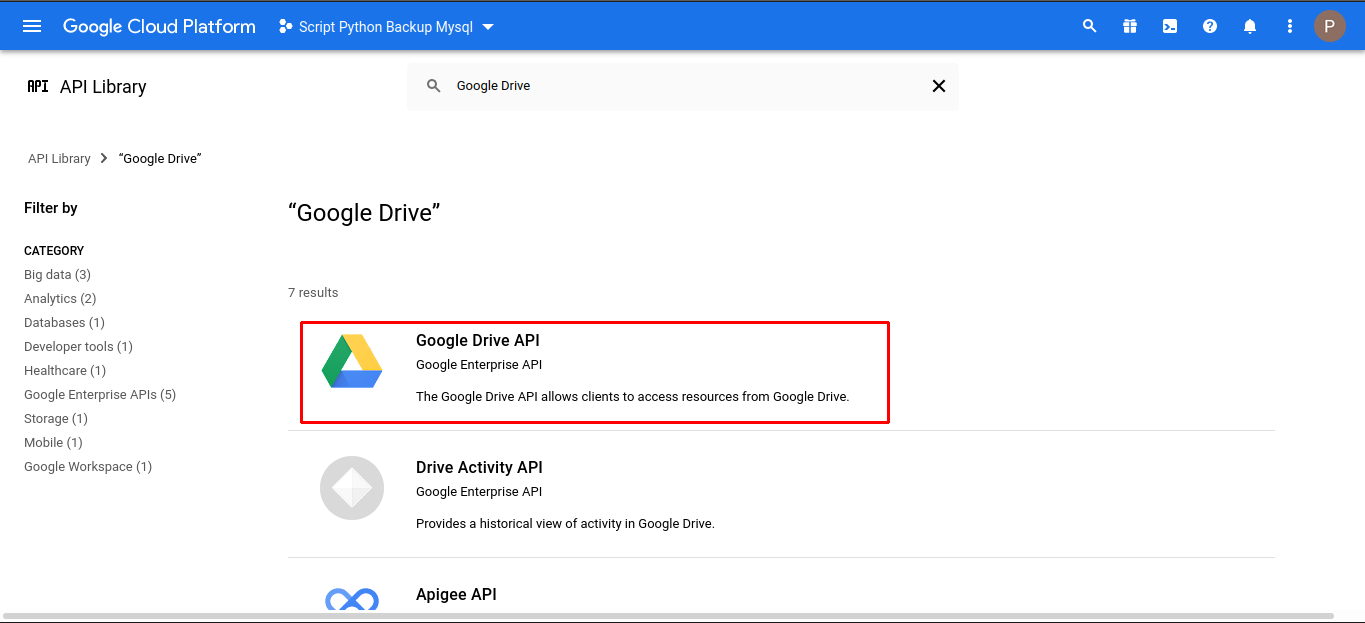 Google Cloud Platform
Script Python Backup Mysql
P
API API Library
Google Drive
API Library
“Google Drive”
Filter by
CATEGORY
Big data (3)
Analytics (2)
Databases (1)
Developer tools (1)
Healthcare (1)
Google Enterprise APIs (5)
Storage (1)
Mobile (1)
Google Workspace (1)
“Google Drive”
7 results
Google Drive API
Google Enterprise API
The Google Drive API allows clients to access resources from Google Drive.
Drive Activity API
Google Enterprise API
Provides a historical view of activity in Google Drive.
Apigee API